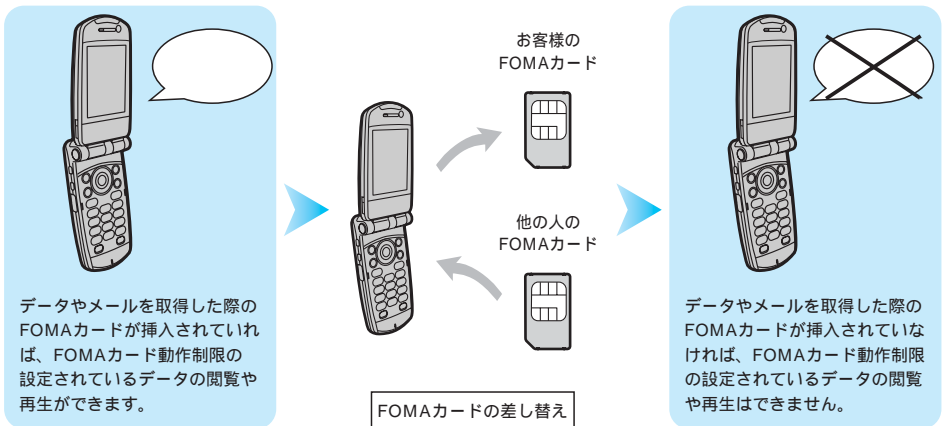 データやメールを取得した際の
FOMAカードが挿入されていれ
ば、FOMAカード動作制限の
設定されているデータの閲覧や
再生ができます。
お客様の
FOMAカード
他の人の
FOMAカード
FOMAカードの差し替え
データやメールを取得した際の
FOMAカードが挿入されていな
ければ、FOMAカード動作制限
の設定されているデータの閲覧
や再生はできません。